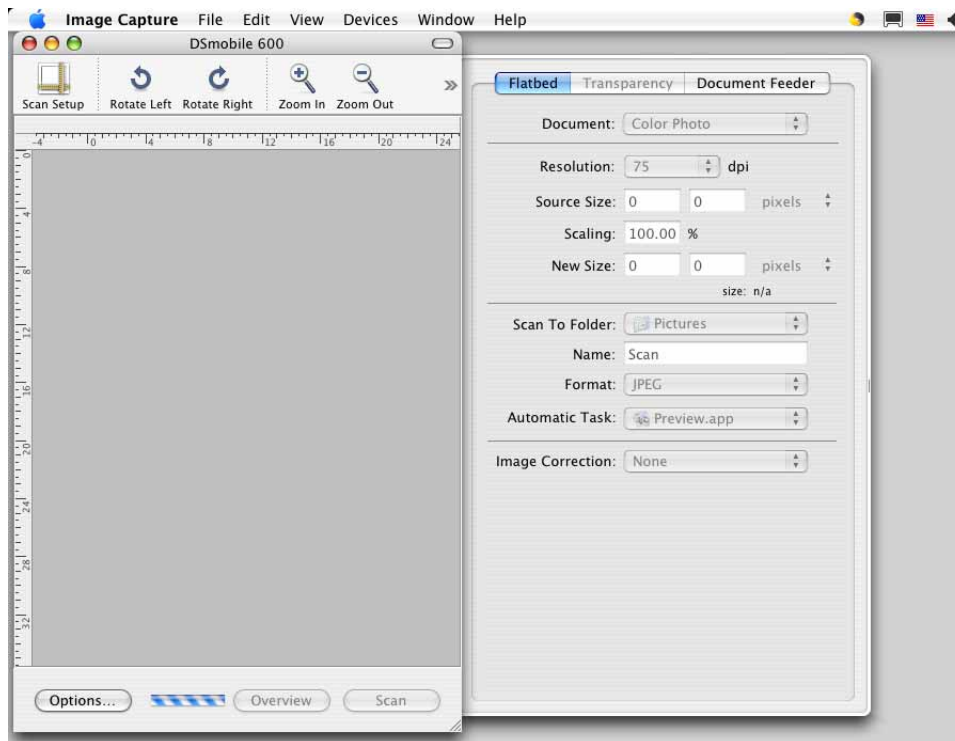 Image Capture File Edit View Devices Window Help
DSmobile 600
Scan Setup Rotate Left Rotate Right Zoom In Zoom Out »
-4 0 4 8 12 16 20 24
0
4
8
12
16
20
24
28
32
Options... Overview Scan
Flatbed Transparency Document Feeder
Document: Color Photo
Resolution: 75 dpi
Source Size: 0 0 pixels
Scaling: 100.00 %
New Size: 0 0 pixels
size: n/a
Scan To Folder: Pictures
Name: Scan
Format: JPEG
Automatic Task: Preview.app
Image Correction: None